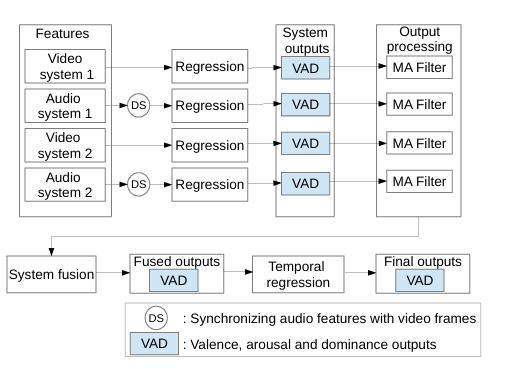 Features
System
outputs
Output
processing
Video
system 1
Regression
VAD
MA Filter
Audio
system 1
DS
Regression
VAD
MA Filter
Video
system 2
Regression
VAD
MA Filter
Audio
system 2
DS
Regression
VAD
MA Filter
System fusion
Fused outputs
VAD
Temporal
regression
Final outputs
VAD
DS : Synchronizing audio features with video frames
VAD : Valence, arousal and dominance outputs